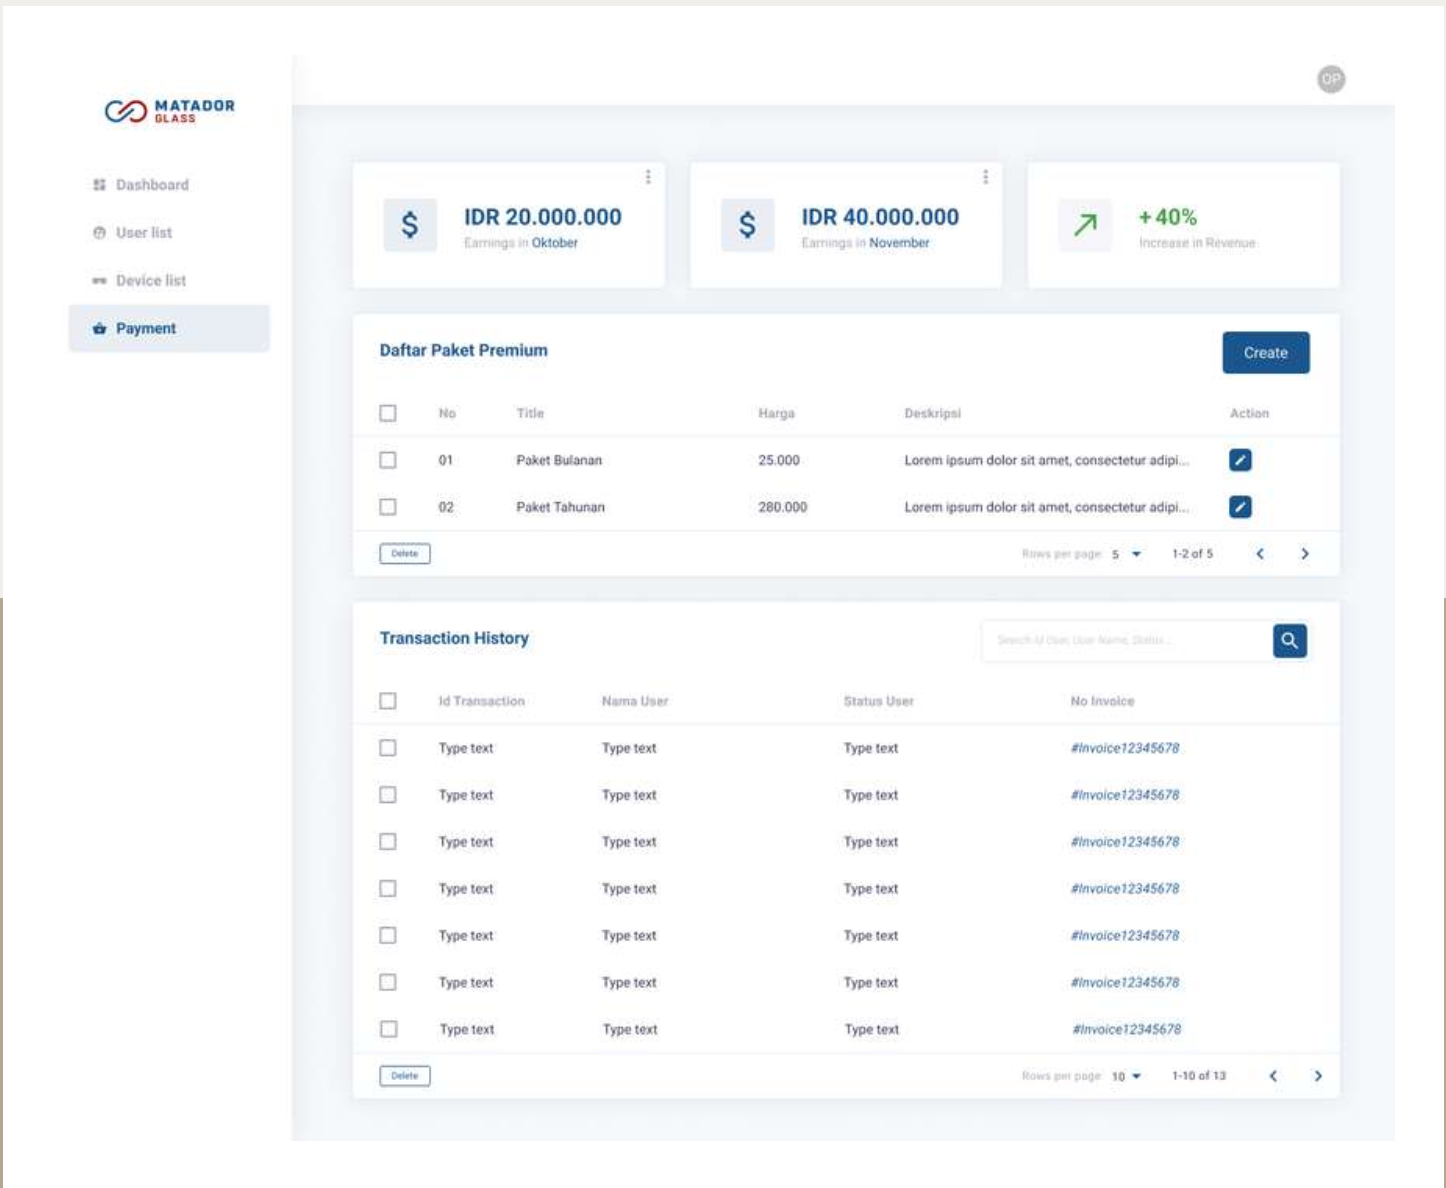 MATADOR
GLASS
OP
Dashboard
User list
Device list
Payment
IDR 20.000.000
Earnings in Oktober
IDR 40.000.000
Earnings in November
+40%
Increase in Revenue
Daftar Paket Premium
Create
No Title Harga Deskripsi Action
01 Paket Bulanan 25.000 Lorem ipsum dolor sit amet, consectetur adipi...
02 Paket Tahunan 280.000 Lorem ipsum dolor sit amet, consectetur adipi...
Delete Rows per page: 5 1-2 of 5
Transaction History
Search Id User, User Name, Status...
Id Transaction Nama User Status User No Invoice
Type text Type text Type text #Invoice12345678
Type text Type text Type text #Invoice12345678
Type text Type text Type text #Invoice12345678
Type text Type text Type text #Invoice12345678
Type text Type text Type text #Invoice12345678
Type text Type text Type text #Invoice12345678
Type text Type text Type text #Invoice12345678
Delete Rows per page: 10 1-10 of 13